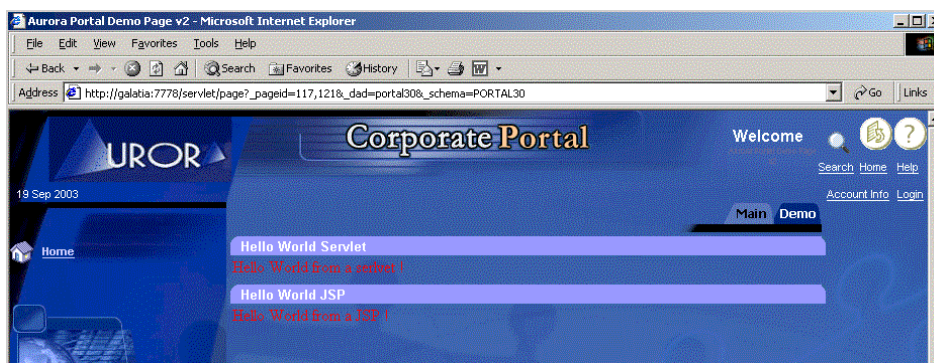 Aurora Portal Demo Page v2 - Microsoft Internet Explorer
File Edit View Favorites Tools Help
Back Search Favorites History
Address http://galatia:7778/servlet/page?_pageid=117,121&_dad=portal30&_schema=PORTAL30 Go Links
AURORA Corporate Portal Welcome
Search Home Help
19 Sep 2003 Account Info Login
Main Demo
Home
Hello World Servlet
Hello World from a servlet !
Hello World JSP
Hello World from a JSP !